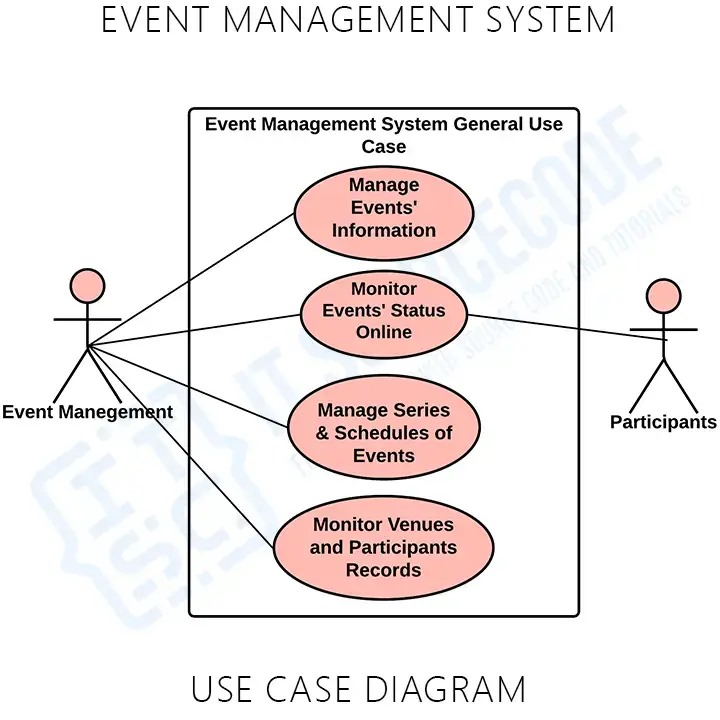 EVENT MANAGEMENT SYSTEM
Event Management System General Use
Case
Manage
Events'
Information
Monitor
Events' Status
Online
Event Manegement
Participants
Manage Series
& Schedules of
Events
Monitor Venues
and Participants
Records
USE CASE DIAGRAM